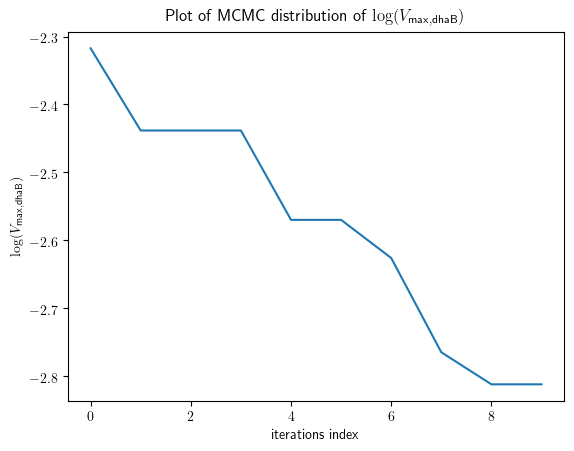 Plot of MCMC distribution of log(V_max,dhaB)
−2.3
−2.4
−2.5
−2.6
−2.7
−2.8
log(V_max,dhaB)
0 2 4 6 8
iterations index